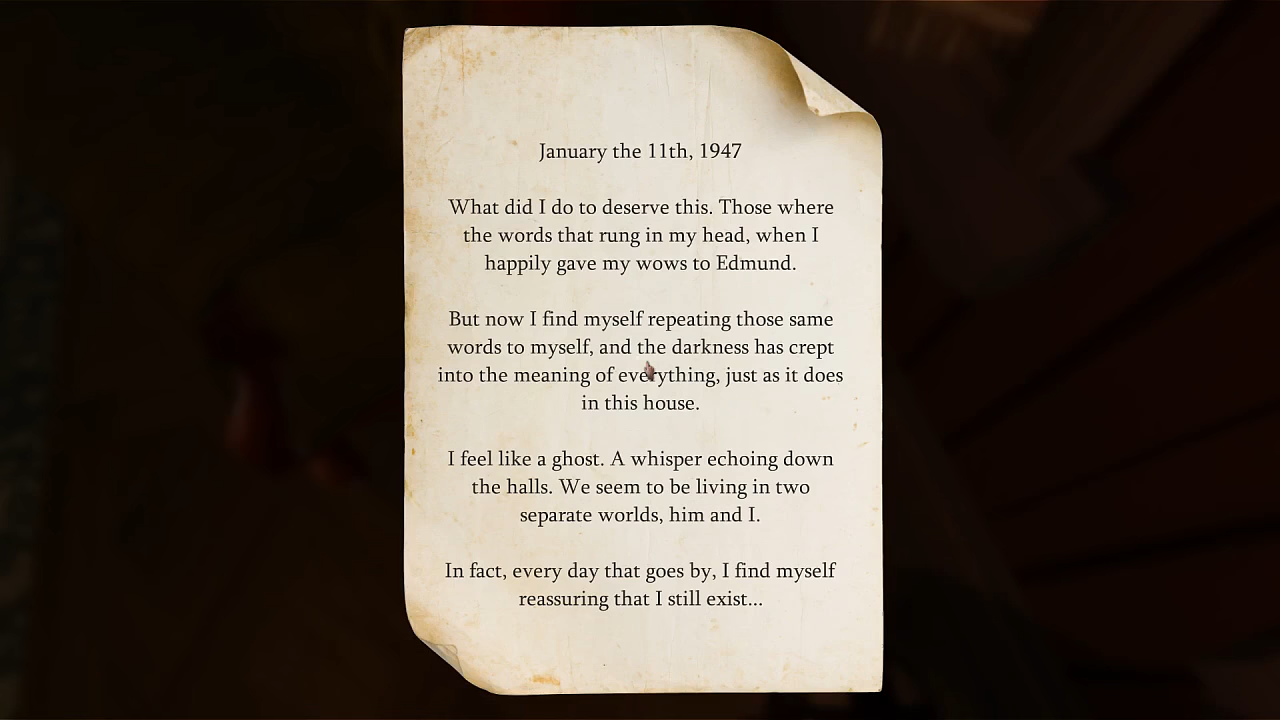 January the 11th, 1947
What did I do to deserve this. Those where
the words that rung in my head, when I
happily gave my wows to Edmund.
But now I find myself repeating those same
words to myself, and the darkness has crept
into the meaning of everything, just as it does
in this house.
I feel like a ghost. A whisper echoing down
the halls. We seem to be living in two
separate worlds, him and I.
In fact, every day that goes by, I find myself
reassuring that I still exist...